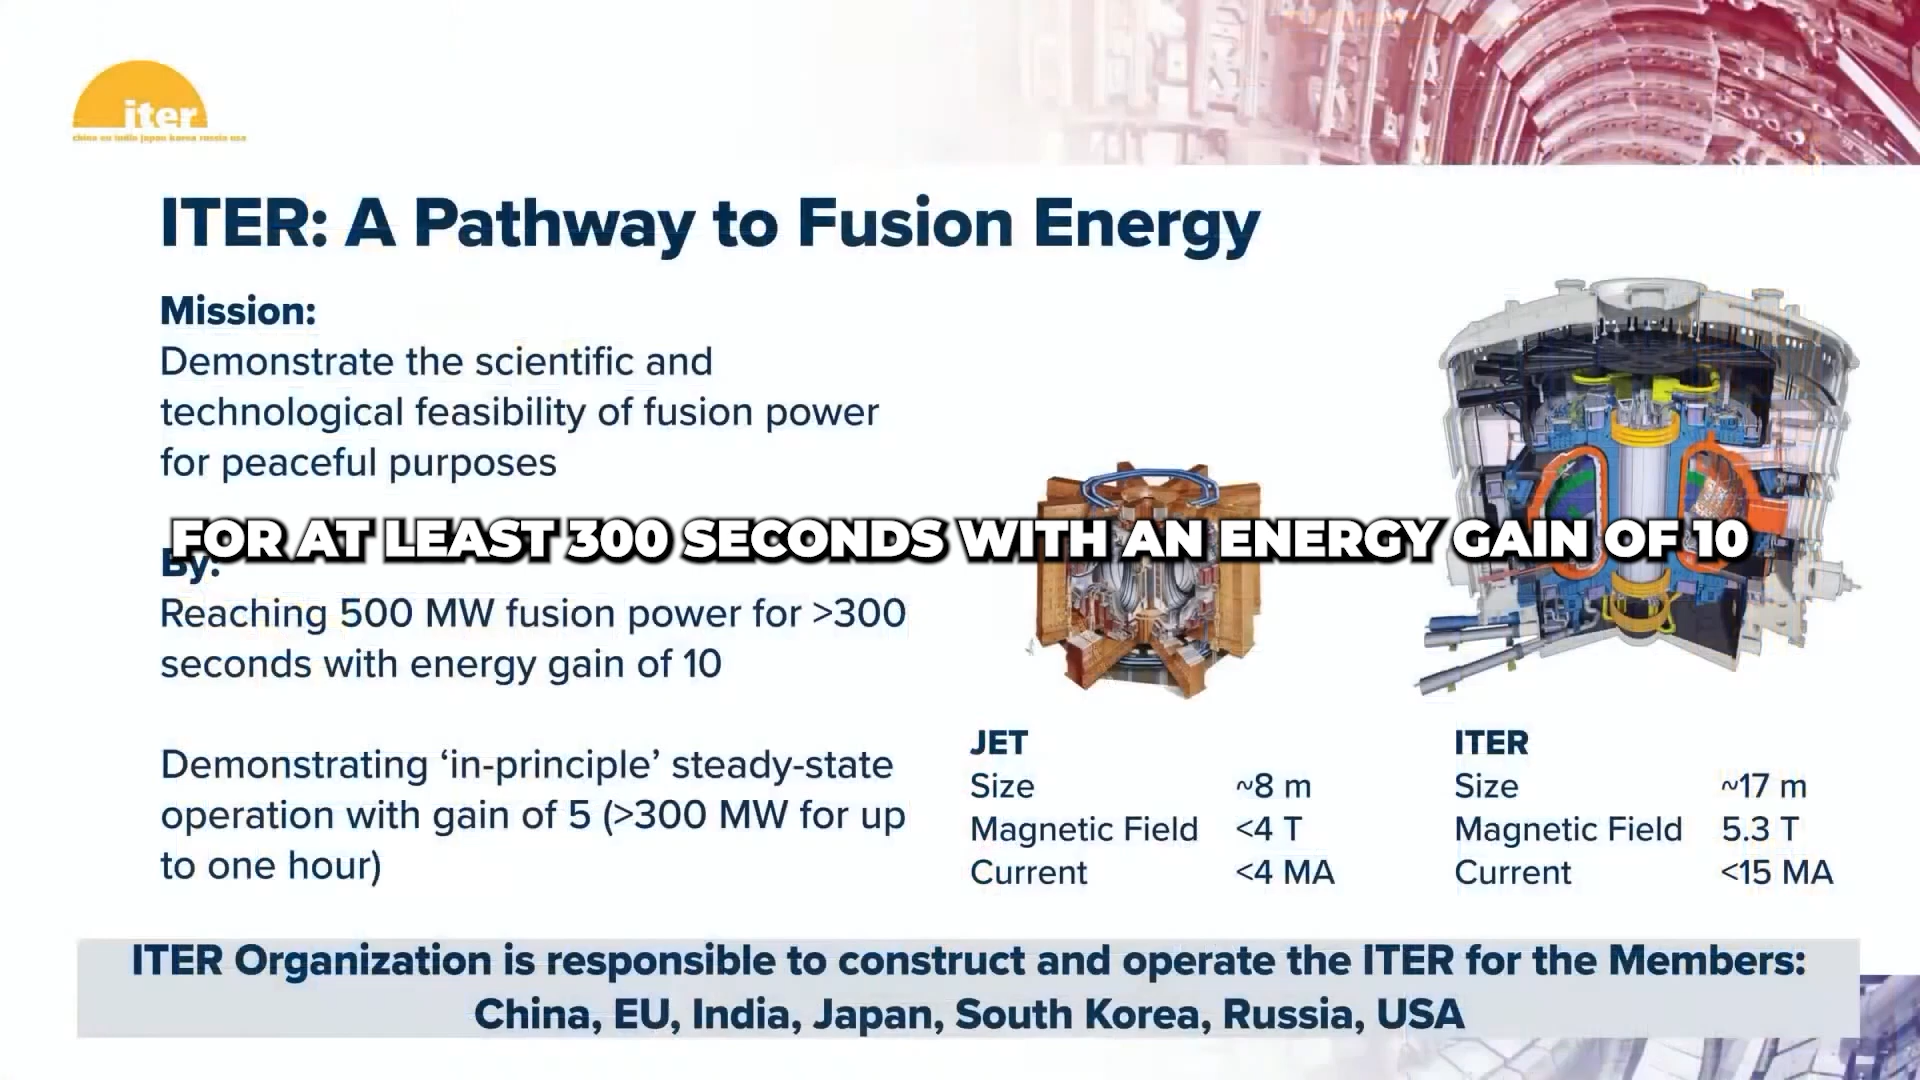 iter
china eu india japan korea russia usa
ITER: A Pathway to Fusion Energy
Mission:
Demonstrate the scientific and
technological feasibility of fusion power
for peaceful purposes
FOR AT LEAST 300 SECONDS WITH AN ENERGY GAIN OF 10
By:
Reaching 500 MW fusion power for >300
seconds with energy gain of 10
Demonstrating ‘in-principle’ steady-state
operation with gain of 5 (>300 MW for up
to one hour)
JET
Size ~8 m
Magnetic Field <4 T
Current <4 MA
ITER
Size ~17 m
Magnetic Field 5.3 T
Current <15 MA
ITER Organization is responsible to construct and operate the ITER for the Members:
China, EU, India, Japan, South Korea, Russia, USA